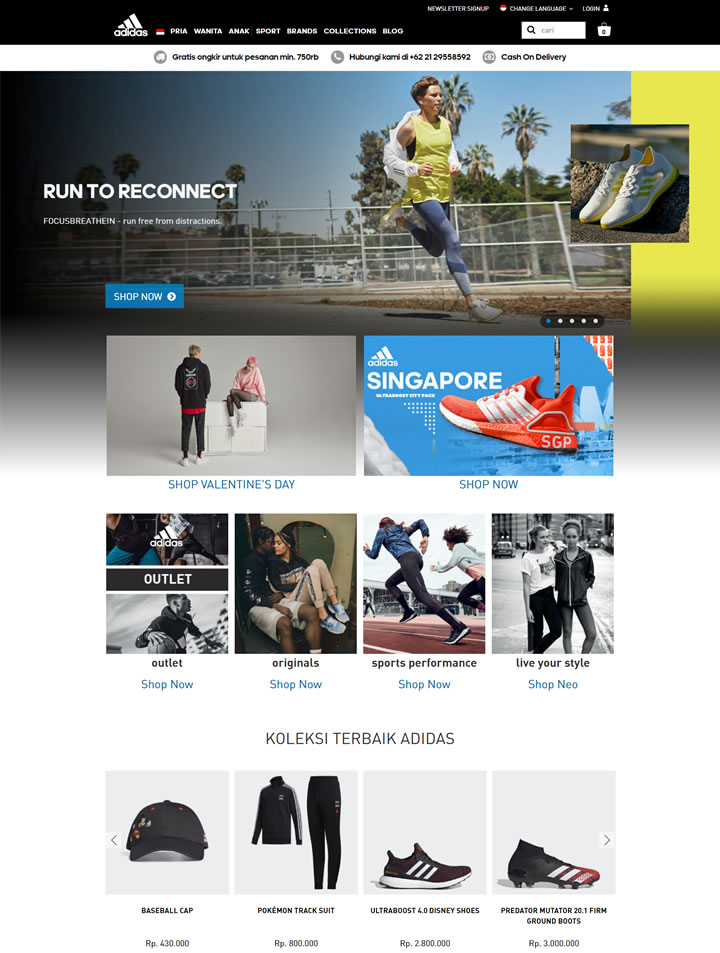 NEWSLETTER SIGNUP CHANGE LANGUAGE LOGIN
adidas PRIA WANITA ANAK SPORT BRANDS COLLECTIONS BLOG cari 0
Gratis ongkir untuk pesanan min. 750rb Hubungi kami di +62 21 29558592 Cash On Delivery
RUN TO RECONNECT
FOCUSBREATHEIN - run free from distractions.
SHOP NOW
adidas
SINGAPORE
ULTRABOOST CITY PACK
SGP
SHOP VALENTINE'S DAY SHOP NOW
adidas
OUTLET
outlet originals sports performance live your style
Shop Now Shop Now Shop Now Shop Neo
KOLEKSI TERBAIK ADIDAS
BASEBALL CAP POKÉMON TRACK SUIT ULTRABOOST 4.0 DISNEY SHOES PREDATOR MUTATOR 20.1 FIRM
GROUND BOOTS
Rp. 430.000 Rp. 800.000 Rp. 2.800.000 Rp. 3.000.000